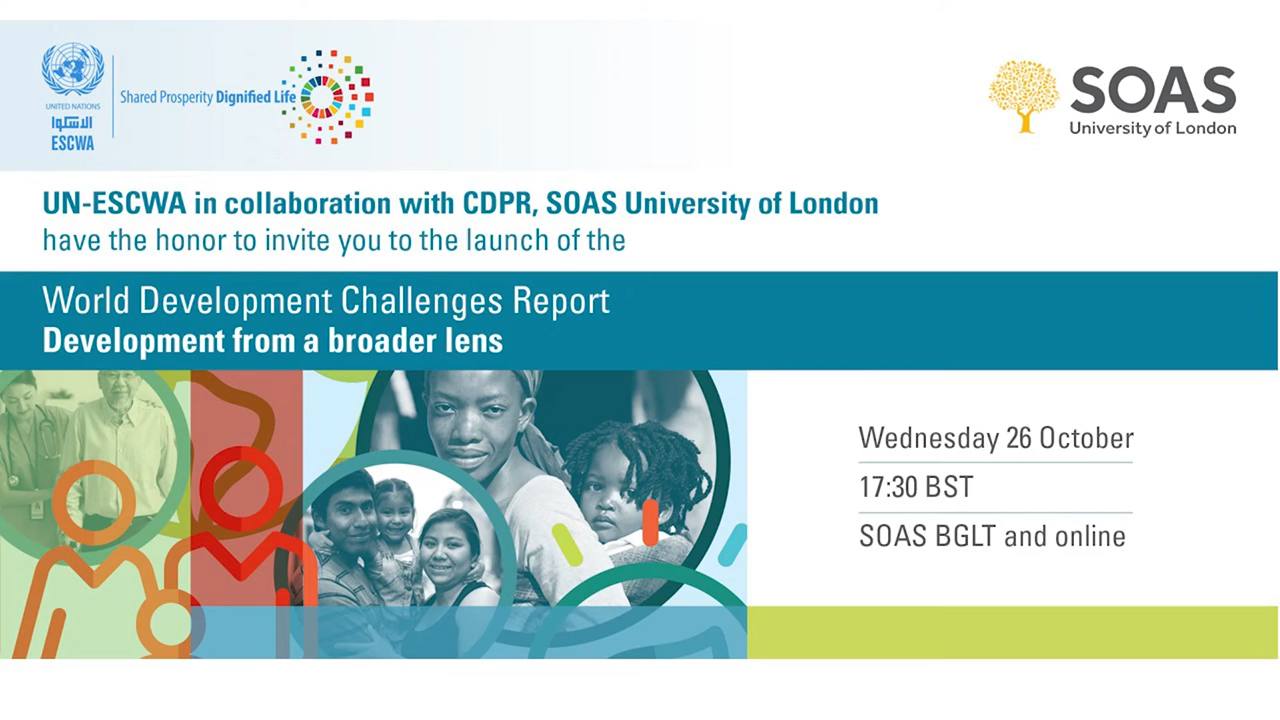 UNITED NATIONS
الاسكوا
ESCWA
Shared Prosperity Dignified Life
SOAS
University of London
UN-ESCWA in collaboration with CDPR, SOAS University of London
have the honor to invite you to the launch of the
World Development Challenges Report
Development from a broader lens
Wednesday 26 October
17:30 BST
SOAS BGLT and online